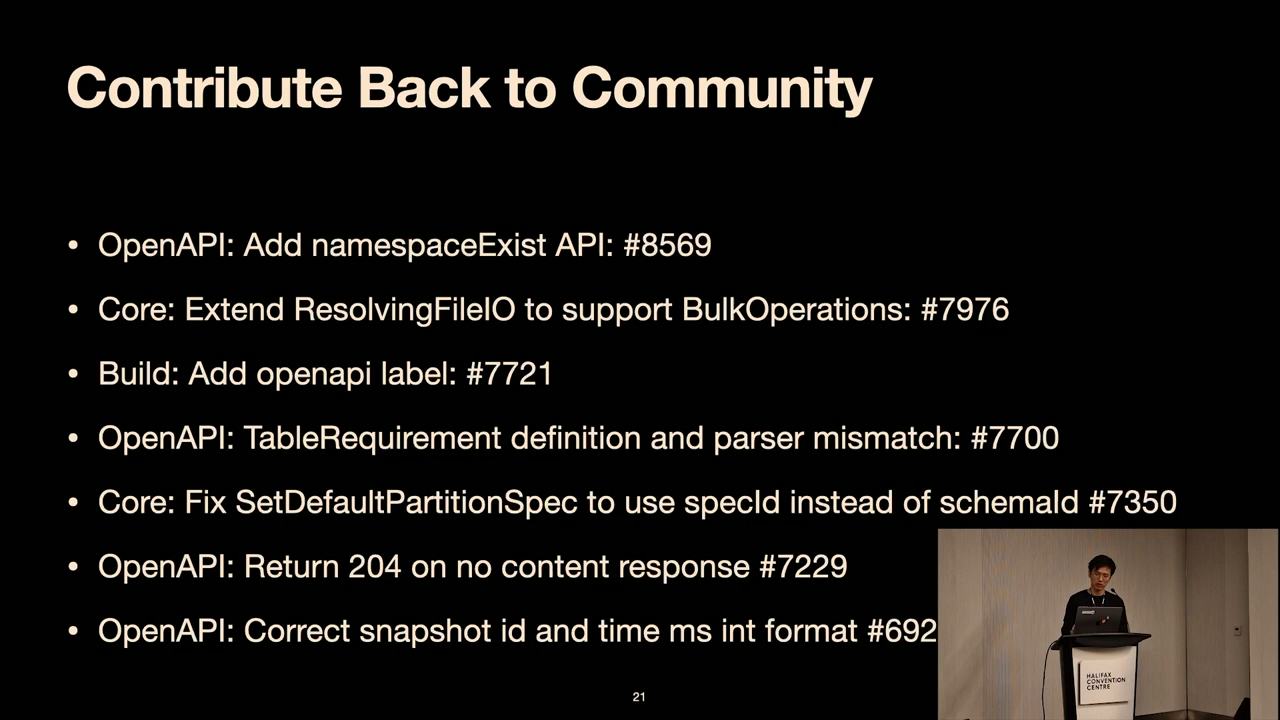 Contribute Back to Community
• OpenAPI: Add namespaceExist API: #8569
• Core: Extend ResolvingFileIO to support BulkOperations: #7976
• Build: Add openapi label: #7721
• OpenAPI: TableRequirement definition and parser mismatch: #7700
• Core: Fix SetDefaultPartitionSpec to use specId instead of schemaId #7350
• OpenAPI: Return 204 on no content response #7229
• OpenAPI: Correct snapshot id and time ms int format #692
21
HALIFAX
CONVENTION
CENTRE